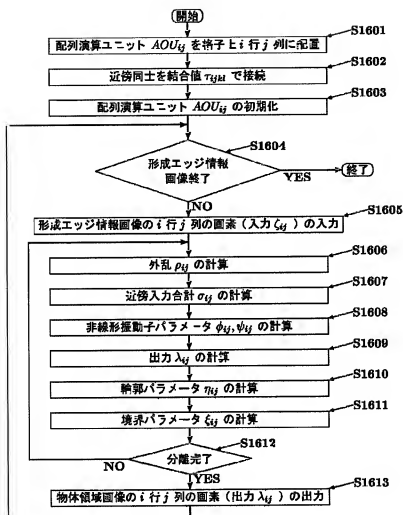 開始
S1601
配列演算ユニット AOUij を格子上 i 行 j 列に配置
S1602
近傍同士を結合値 τijkl で接続
S1603
配列演算ユニット AOUij の初期化
S1604
形成エッジ情報
画像終了
YES
終了
NO
S1605
形成エッジ情報画像の i 行 j 列の画素（入力 ζij ）の入力
S1606
外乱 ρij の計算
S1607
近傍入力合計 σij の計算
S1608
非線形振動子パラメータ φij, ψij の計算
S1609
出力 λij の計算
S1610
輪郭パラメータ ηij の計算
S1611
境界パラメータ ξij の計算
S1612
分離完了
NO
YES
S1613
物体領域画像の i 行 j 列の画素（出力 λij ）の出力